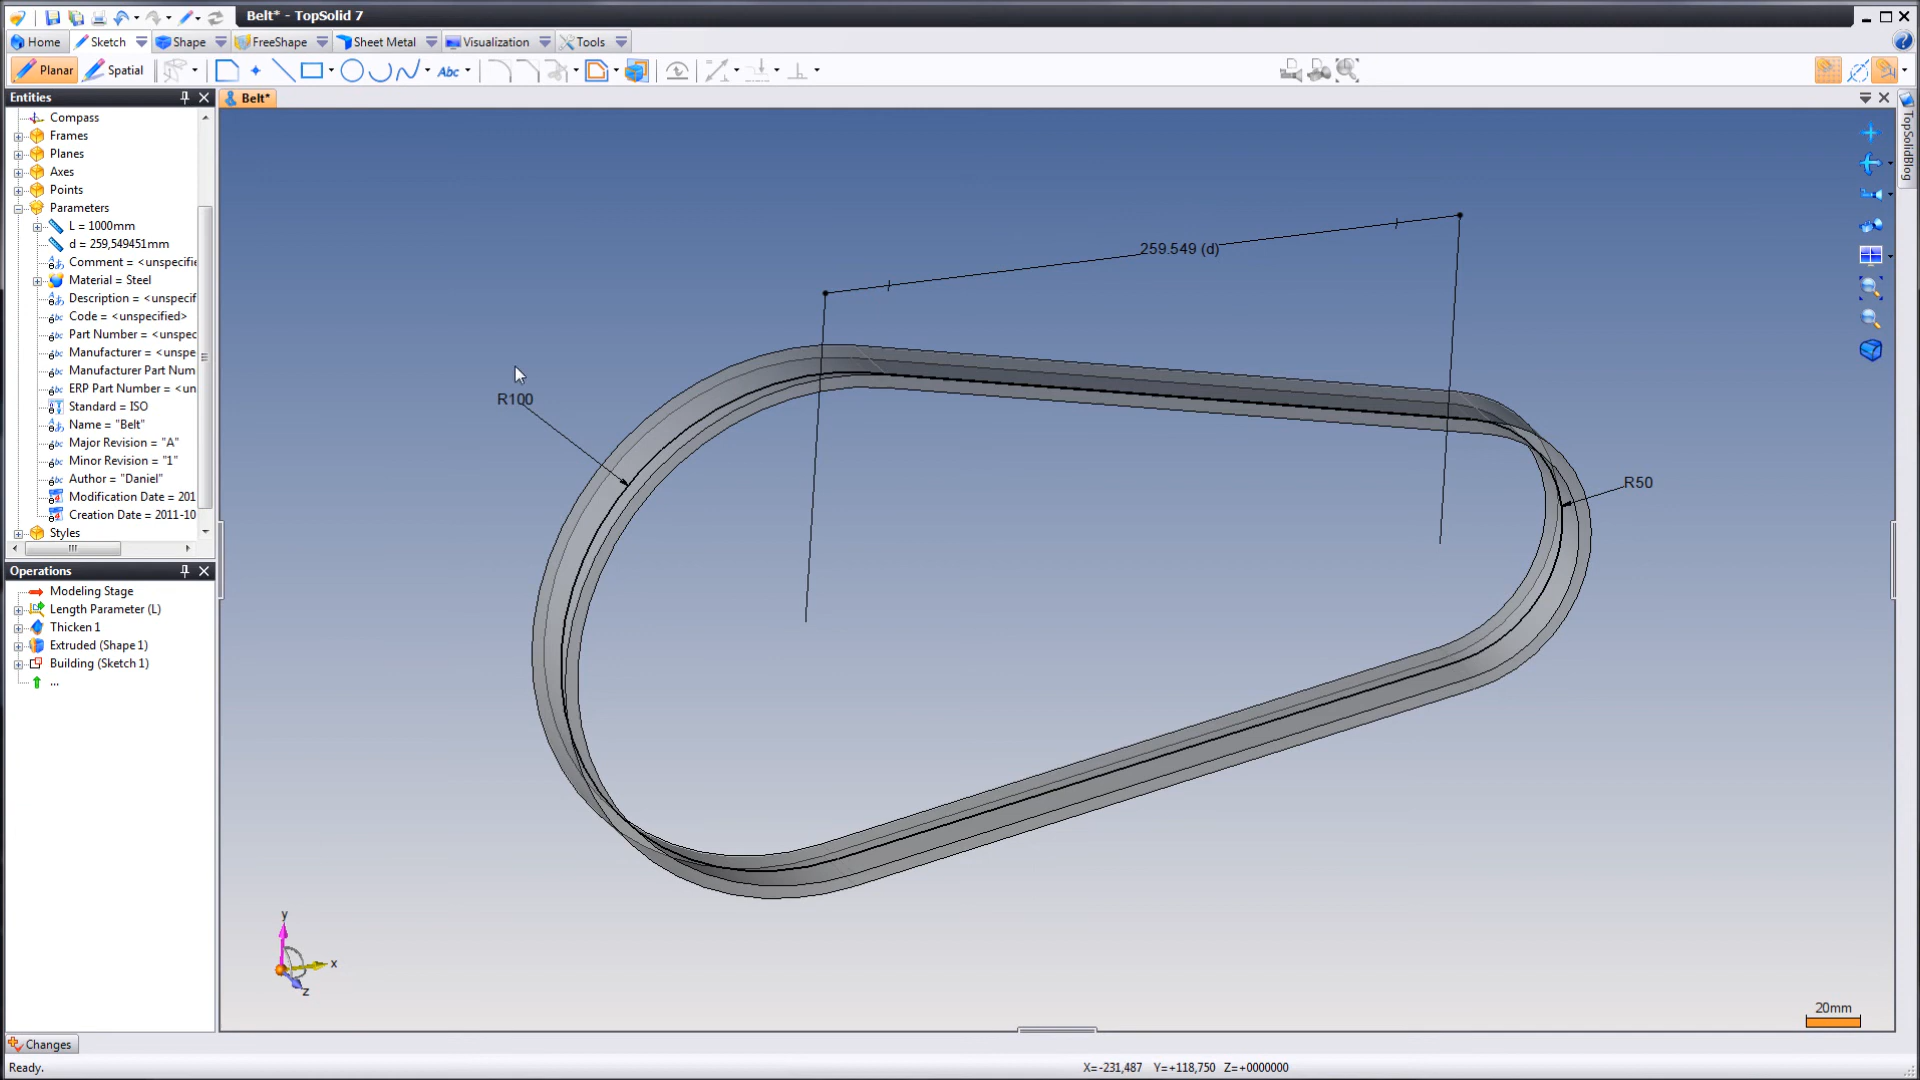 Belt* - TopSolid 7
Home Sketch Shape FreeShape Sheet Metal Visualization Tools
Planar Spatial Abc
Entities
Belt*
Compass
Frames
Planes
Axes
Points
Parameters
L = 1000mm
d = 259,549451mm
Comment = <unspecifie
Material = Steel
Description = <unspecif
Code = <unspecified>
Part Number = <unspec
Manufacturer = <unspe
Manufacturer Part Num
ERP Part Number = <un
Standard = ISO
Name = "Belt"
Major Revision = "A"
Minor Revision = "1"
Author = "Daniel"
Modification Date = 201
Creation Date = 2011-10
Styles
Operations
Modeling Stage
Length Parameter (L)
Thicken 1
Extruded (Shape 1)
Building (Sketch 1)
...
259.549 (d)
R100
R50
y
x
z
20mm
TopSolidBlog
Changes
Ready.
X=-231,487 Y=+118,750 Z=+0000000